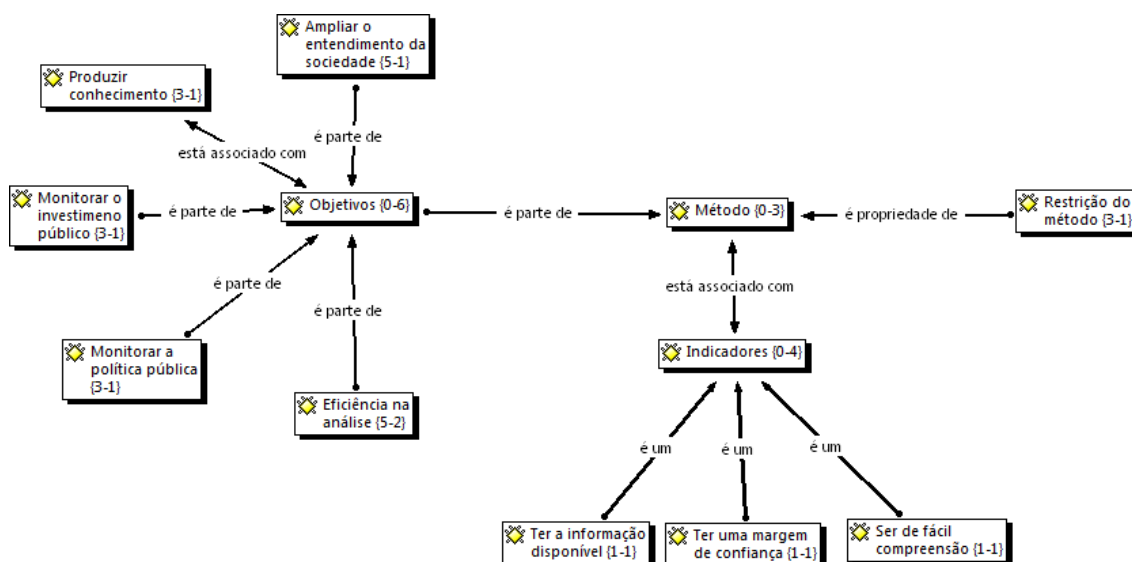 Ampliar o
entendimento da
sociedade {5-1}
Produzir
conhecimento {3-1}
é parte de
está associado com
Monitorar o
investimeno
público {3-1}
é parte de
Objetivos {0-6}
é parte de
Método {0-3}
é propriedade de
Restrição do
método {3-1}
é parte de
é parte de
está associado com
Monitorar a
política pública
{3-1}
Indicadores {0-4}
Eficiência na
análise {5-2}
é um
é um
é um
Ter a informação
disponível {1-1}
Ter uma margem
de confiança {1-1}
Ser de fácil
compreensão {1-1}